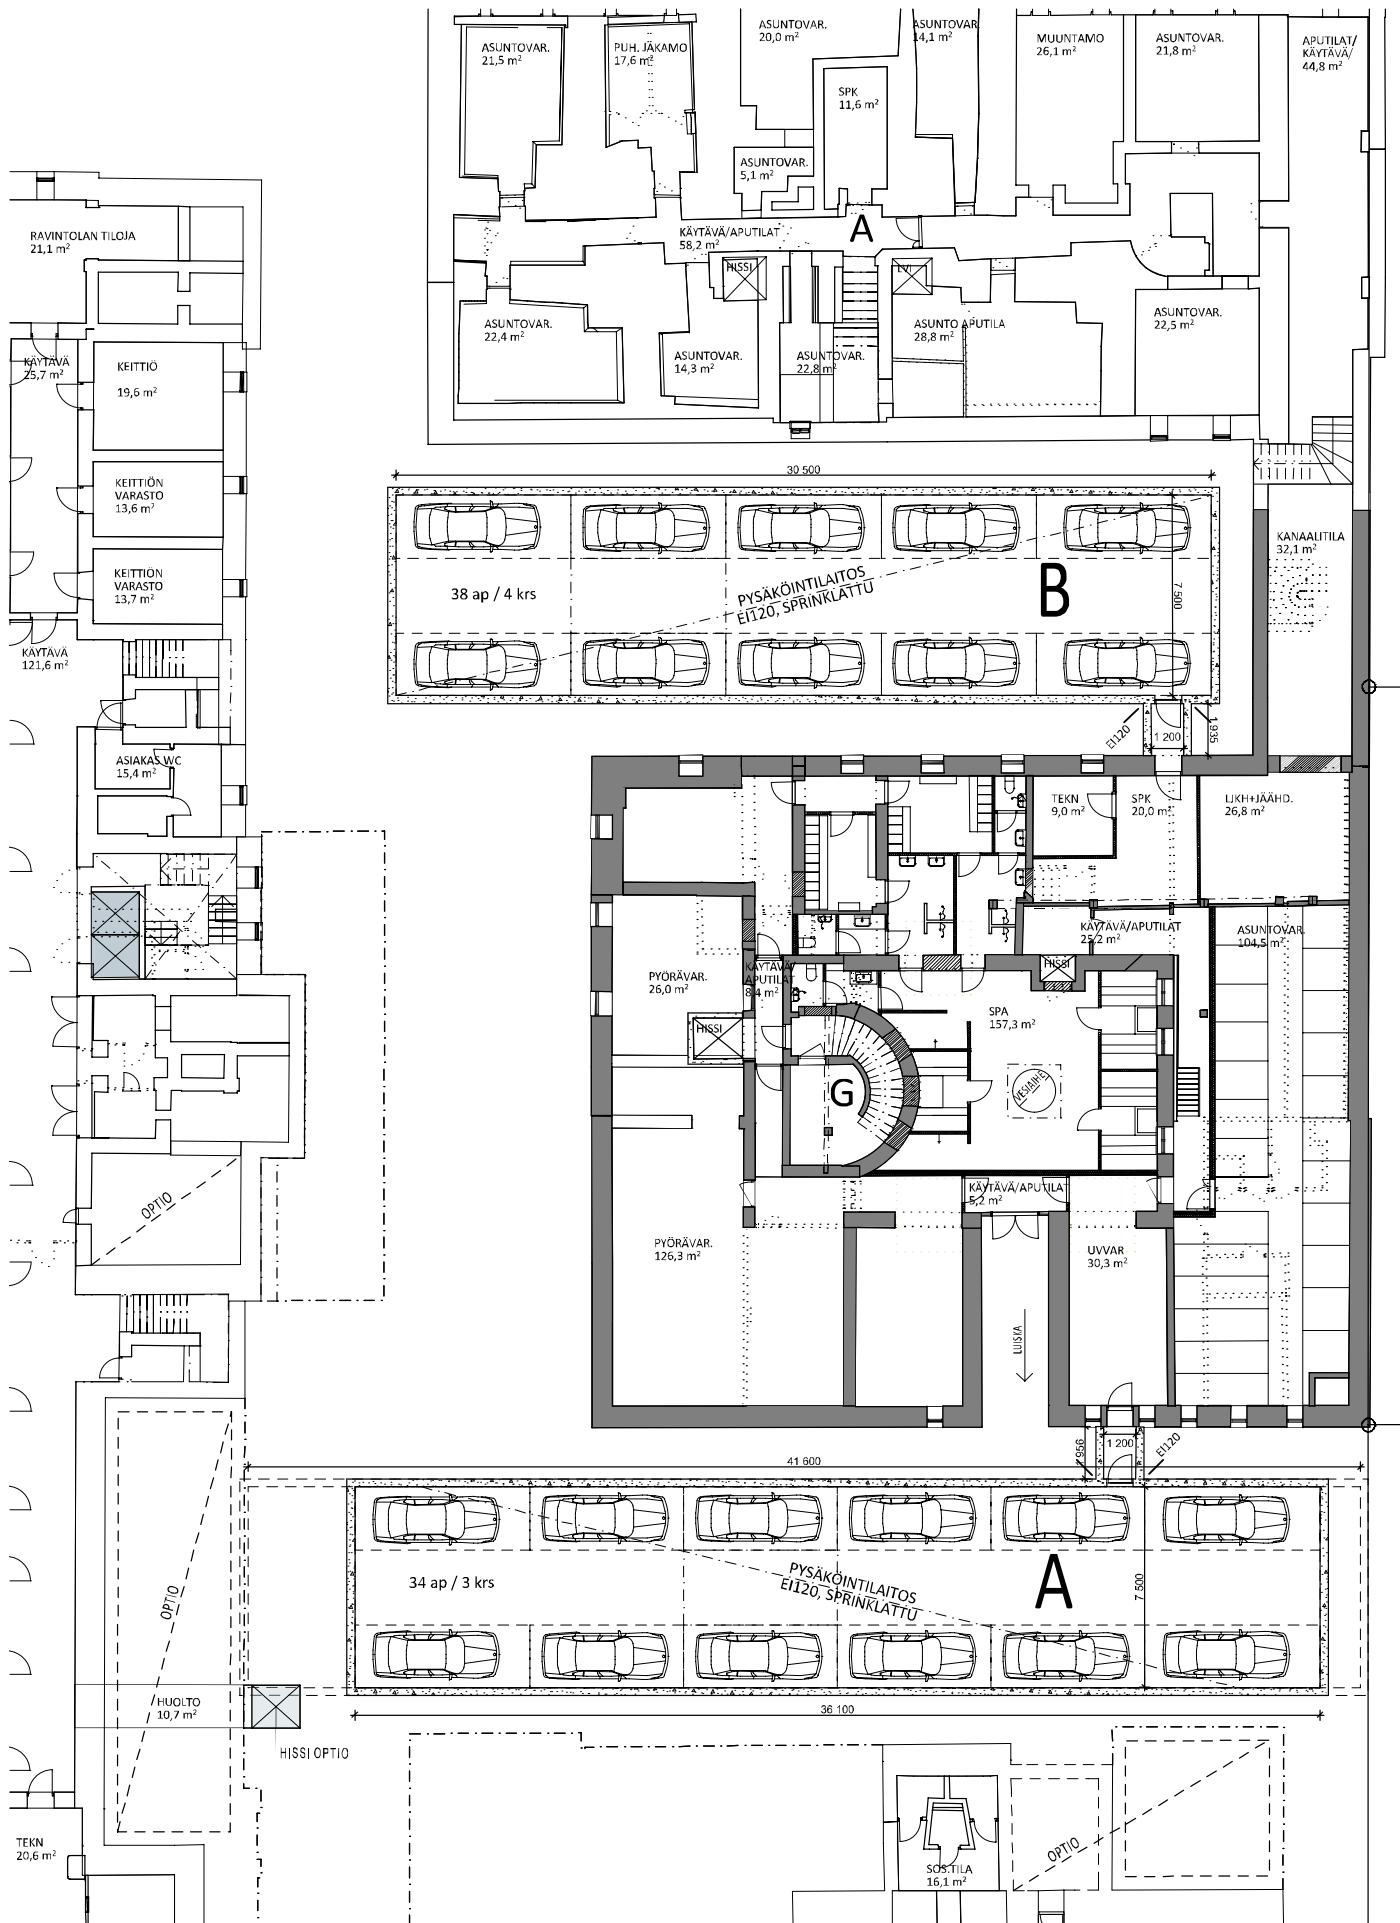 ASUNTOVAR.
21,5 m²
PUH. JÄKAMO
17,6 m²
ASUNTOVAR.
20,0 m²
ASUNTOVAR.
14,1 m²
MUUNTAMO
26,1 m²
ASUNTOVAR.
21,8 m²
APUTILAT/
KÄYTÄVÄ/
44,8 m²
SPK
11,6 m²
ASUNTOVAR.
5,1 m²
RAVINTOLAN TILOJA
21,1 m²
KÄYTÄVÄ/APUTILAT
58,2 m²
A
HISSI
LVI
ASUNTOVAR.
22,4 m²
ASUNTOVAR.
14,3 m²
ASUNTOVAR.
22,8 m²
ASUNTO APUTILA
28,8 m²
ASUNTOVAR.
22,5 m²
KÄYTÄVÄ
25,7 m²
KEITTIÖ
19,6 m²
KEITTIÖN
VARASTO
13,6 m²
KEITTIÖN
VARASTO
13,7 m²
KÄYTÄVÄ
121,6 m²
30 500
38 ap / 4 krs
PYSÄKÖINTILAITOS
EI120, SPRINKLATTU
B
7 500
KANAALITILA
32,1 m²
EI120
1 200
1 935
ASIAKAS WC
15,4 m²
TEKN
9,0 m²
SPK
20,0 m²
LJKH+JÄÄHD.
26,8 m²
KÄYTÄVÄ/APUTILAT
25,2 m²
ASUNTOVAR.
104,5 m²
PYÖRÄVAR.
26,0 m²
KÄYTÄVÄ/
APUTILAT
8,4 m²
HISSI
HISSI
SPA
157,3 m²
VESIAIHE
G
OPTIO
KÄYTÄVÄ/APUTILAT
5,2 m²
PYÖRÄVAR.
126,3 m²
UVVAR
30,3 m²
LUISKA
1 956
1 200
EI120
41 600
34 ap / 3 krs
PYSÄKÖINTILAITOS
EI120, SPRINKLATTU
A
7 500
OPTIO
HUOLTO
10,7 m²
36 100
HISSI OPTIO
TEKN
20,6 m²
SOS.TILA
16,1 m²
OPTIO